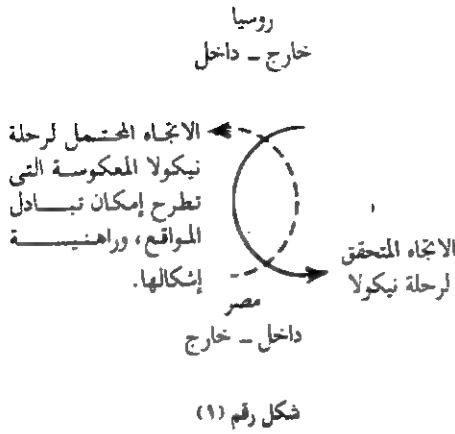 روسيا
خارج – داخل
الاتجاه المحتمل لرحلة
نيكولا المعكوسة التي
تطرح إمكان تبادل
المواقع، وراهنية
إشكالها.
الاتجاه المتحقق
لرحلة نيكولا
مصر
داخل – خارج
شكل رقم (١)